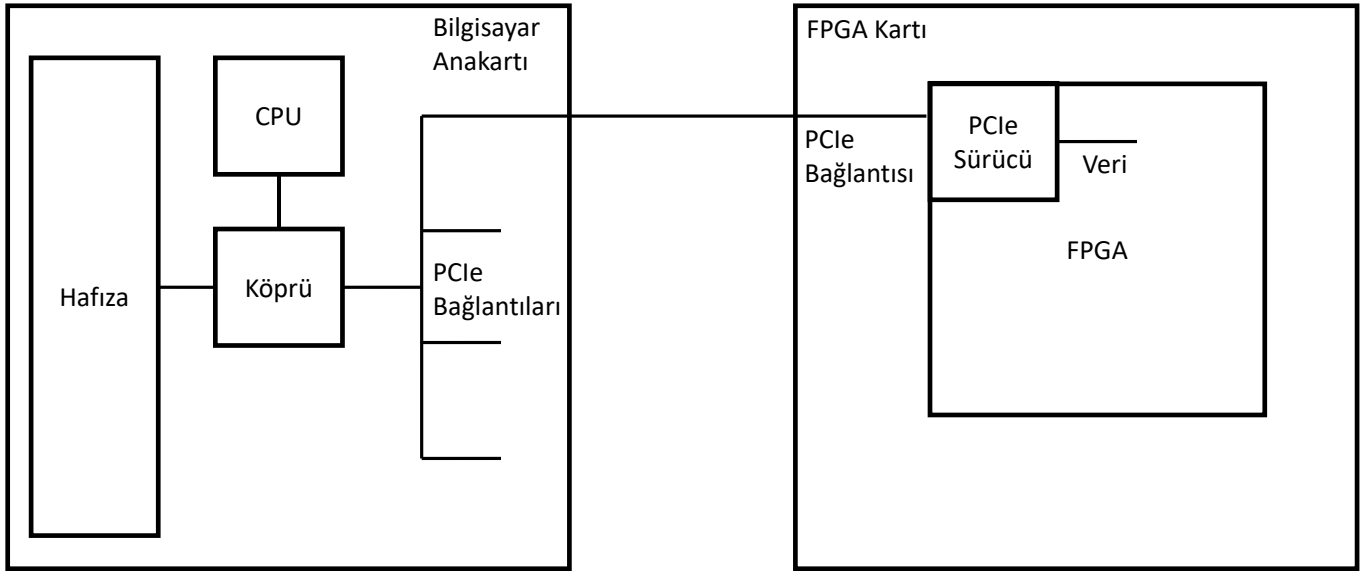 Bilgisayar
Anakartı
CPU
Hafıza
Köprü
PCIe
Bağlantıları
FPGA Kartı
PCIe
Bağlantısı
PCIe
Sürücü
Veri
FPGA